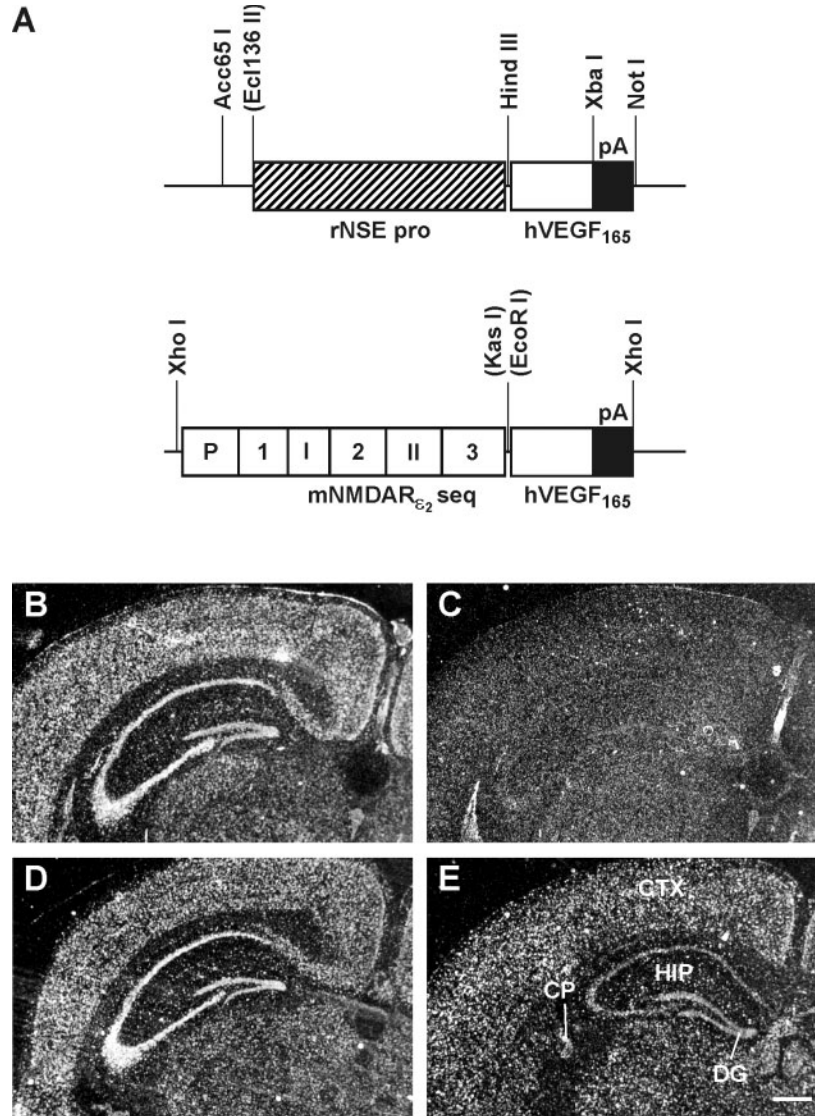 A
Acc65 I
(Ecl136 II)
Hind III
Xba I
Not I
pA
rNSE pro
hVEGF₁₆₅
Xho I
(Kas I)
(EcoR I)
Xho I
pA
P 1 I 2 II 3
mNMDARε₂ seq
hVEGF₁₆₅
B
C
D
E
CTX
HIP
CP
DG